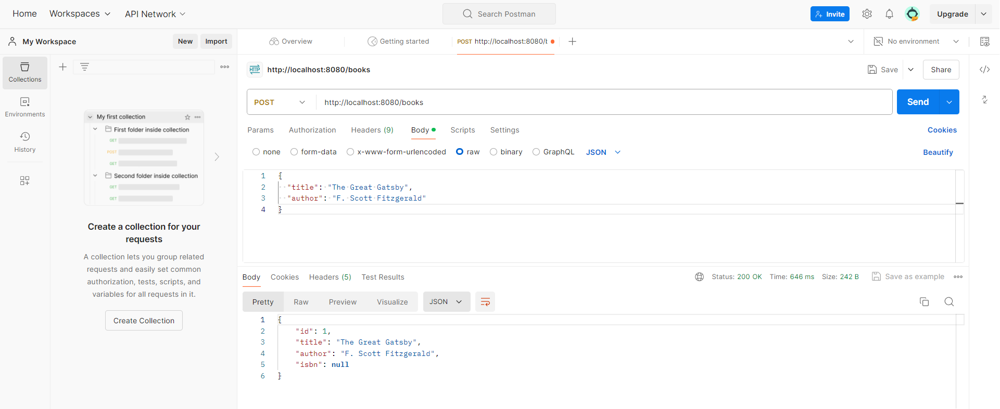 Home Workspaces API Network Search Postman Invite Upgrade
My Workspace New Import Overview Getting started POST http://localhost:8080/b No environment
Collections
Environments
History
My first collection
First folder inside collection
GET
POST
GET
Second folder inside collection
GET
GET
Create a collection for your
requests
A collection lets you group related
requests and easily set common
authorization, tests, scripts, and
variables for all requests in it.
Create Collection
HTTP http://localhost:8080/books Save Share
POST http://localhost:8080/books Send
Params Authorization Headers (9) Body Scripts Settings Cookies
none form-data x-www-form-urlencoded raw binary GraphQL JSON Beautify
1 {
2 "title": "The Great Gatsby",
3 "author": "F. Scott Fitzgerald"
4 }
Body Cookies Headers (5) Test Results Status: 200 OK Time: 646 ms Size: 242 B Save as example
Pretty Raw Preview Visualize JSON
1 {
2 "id": 1,
3 "title": "The Great Gatsby",
4 "author": "F. Scott Fitzgerald",
5 "isbn": null
6 }